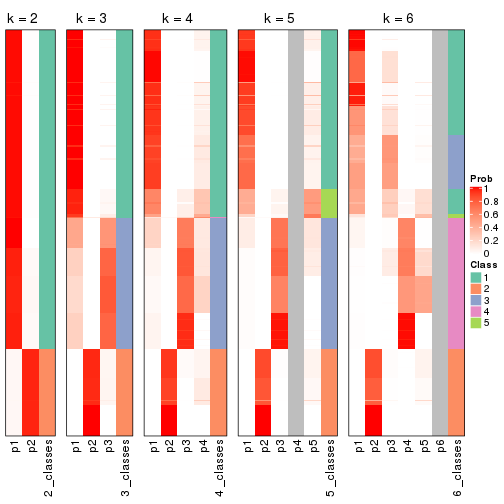 k = 2
k = 3
k = 4
k = 5
k = 6
Prob
1
0.8
0.6
0.4
0.2
0
Class
1
2
3
4
5
p1
p2
2_classes
p1
p2
p3
3_classes
p1
p2
p3
p4
4_classes
p1
p2
p3
p4
p5
5_classes
p1
p2
p3
p4
p5
p6
6_classes